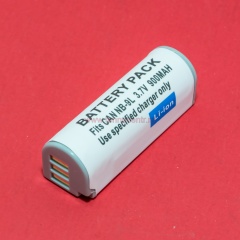 BATTERY PACK
Fits CAN NB-9L 3.7V 900MAH
Use specified charger only
Li-ion